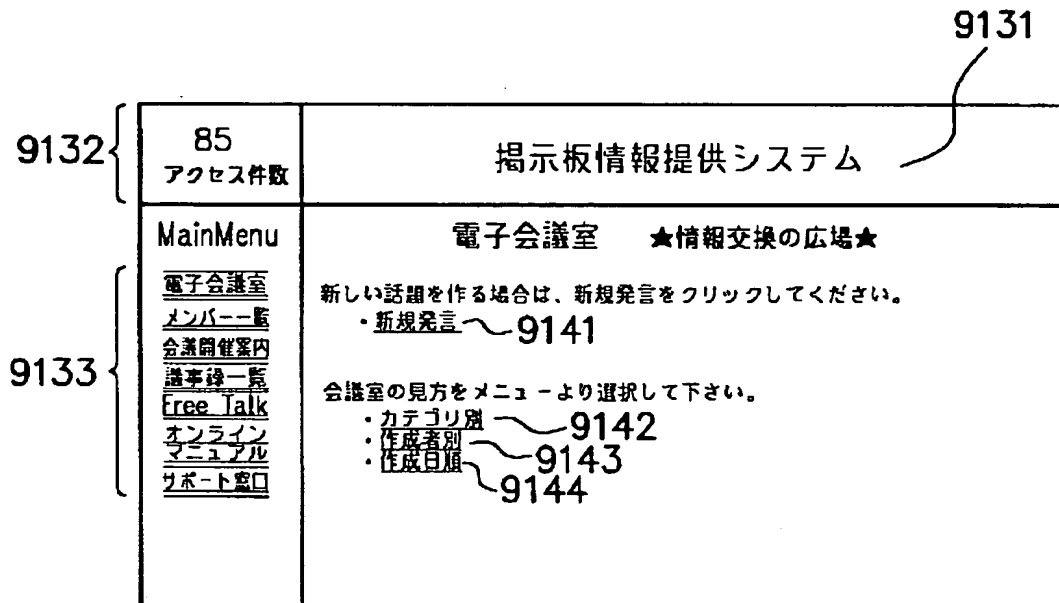 9131
9132
85
アクセス件数
掲示板情報提供システム
MainMenu
電子会議室 ★情報交換の広場★
9133
電子会議室
メンバー一覧
会議開催案内
議事録一覧
Free Talk
オンライン
マニュアル
サポート窓口
新しい話題を作る場合は、新規発言をクリックしてください。
・新規発言 9141
会議室の見方をメニューより選択して下さい。
・カテゴリ別 9142
・作成者別 9143
・作成日順 9144